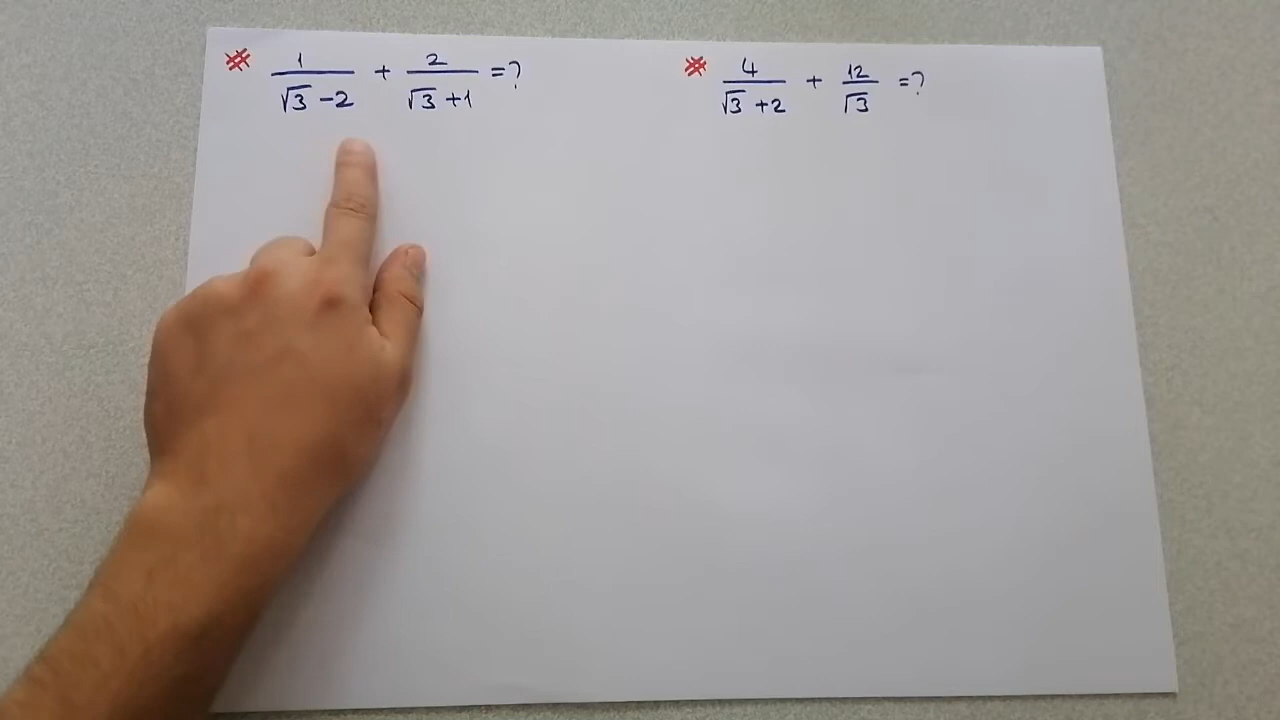 ※ 1/(√3 - 2) + 2/(√3 + 1) = ?
※ 4/(√3 + 2) + 12/√3 = ?